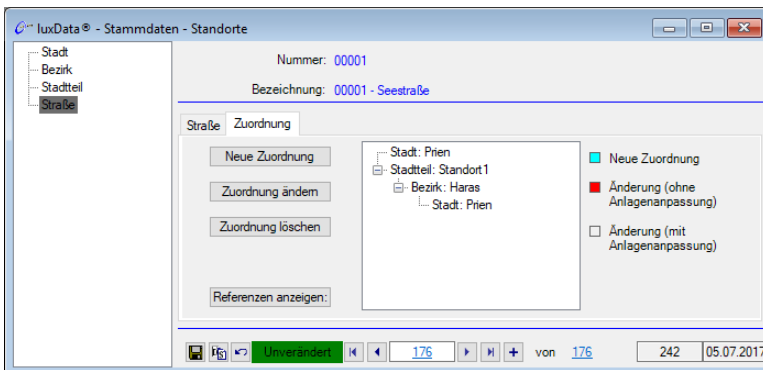 luxData® - Stammdaten - Standorte
Stadt
Bezirk
Stadtteil
Straße
Nummer: 00001
Bezeichnung: 00001 - Seestraße
Straße Zuordnung
Neue Zuordnung
Zuordnung ändern
Zuordnung löschen
Referenzen anzeigen:
Stadt: Prien
Stadtteil: Standort1
Bezirk: Haras
Stadt: Prien
Neue Zuordnung
Änderung (ohne
Anlagenanpassung)
Änderung (mit
Anlagenanpassung)
Unverändert 176 von 176 242 05.07.2017